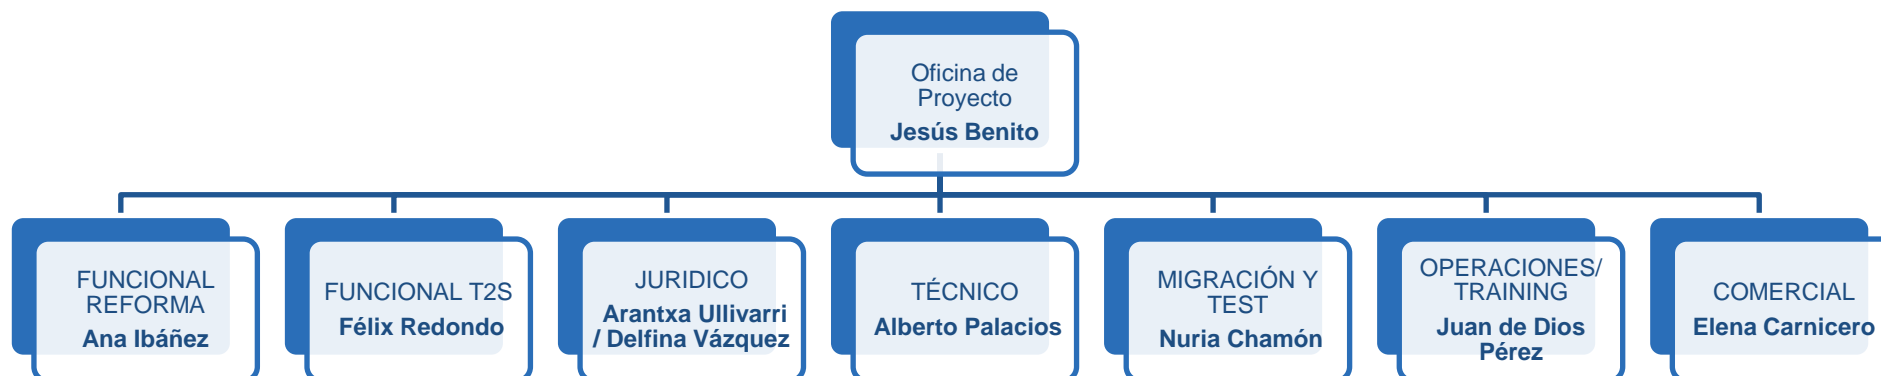 Oficina de
Proyecto
Jesús Benito
FUNCIONAL
REFORMA
Ana Ibáñez
FUNCIONAL T2S
Félix Redondo
JURIDICO
Arantxa Ullivarri
/ Delfina Vázquez
TÉCNICO
Alberto Palacios
MIGRACIÓN Y
TEST
Nuria Chamón
OPERACIONES/
TRAINING
Juan de Dios
Pérez
COMERCIAL
Elena Carnicero